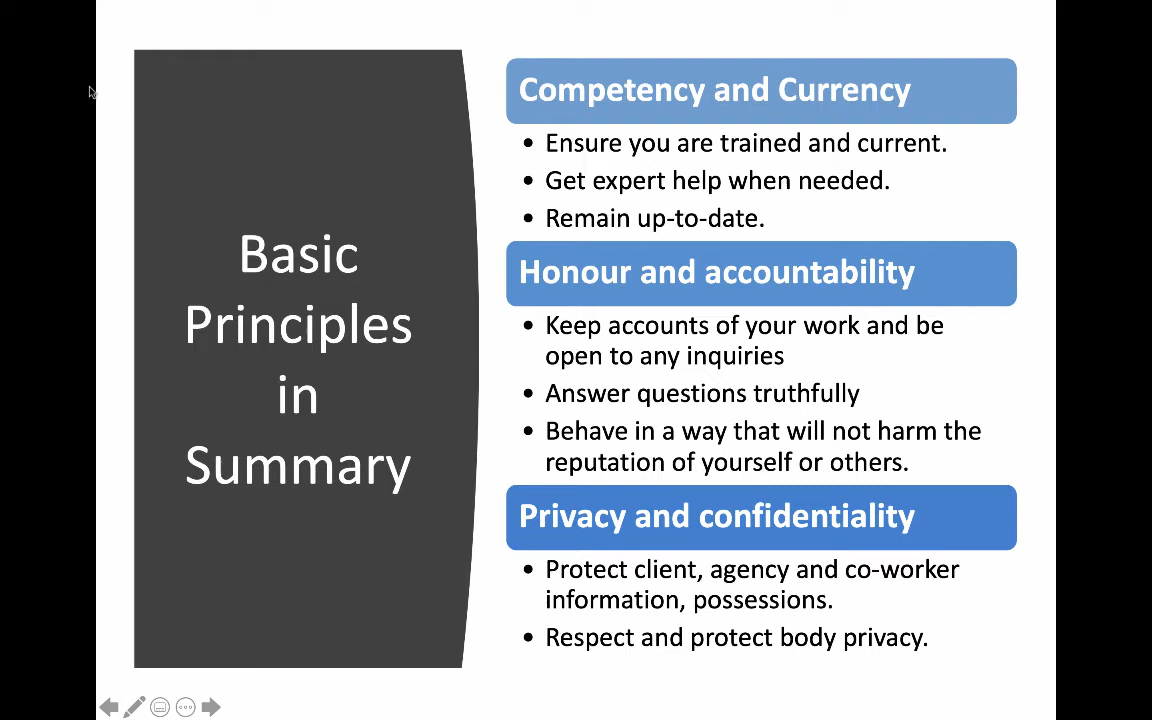 Basic
Principles
in
Summary
Competency and Currency
• Ensure you are trained and current.
• Get expert help when needed.
• Remain up-to-date.
Honour and accountability
• Keep accounts of your work and be
open to any inquiries
• Answer questions truthfully
• Behave in a way that will not harm the
reputation of yourself or others.
Privacy and confidentiality
• Protect client, agency and co-worker
information, possessions.
• Respect and protect body privacy.